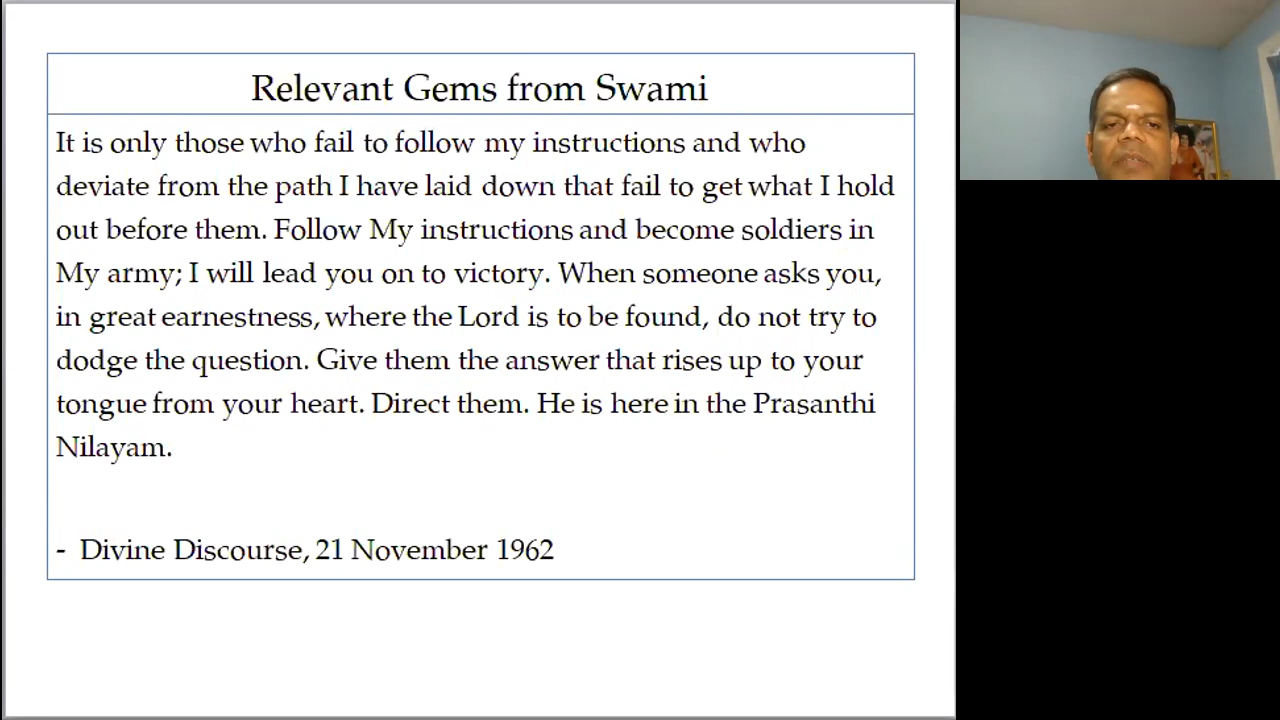 Relevant Gems from Swami
It is only those who fail to follow my instructions and who
deviate from the path I have laid down that fail to get what I hold
out before them. Follow My instructions and become soldiers in
My army; I will lead you on to victory. When someone asks you,
in great earnestness, where the Lord is to be found, do not try to
dodge the question. Give them the answer that rises up to your
tongue from your heart. Direct them. He is here in the Prasanthi
Nilayam.
- Divine Discourse, 21 November 1962